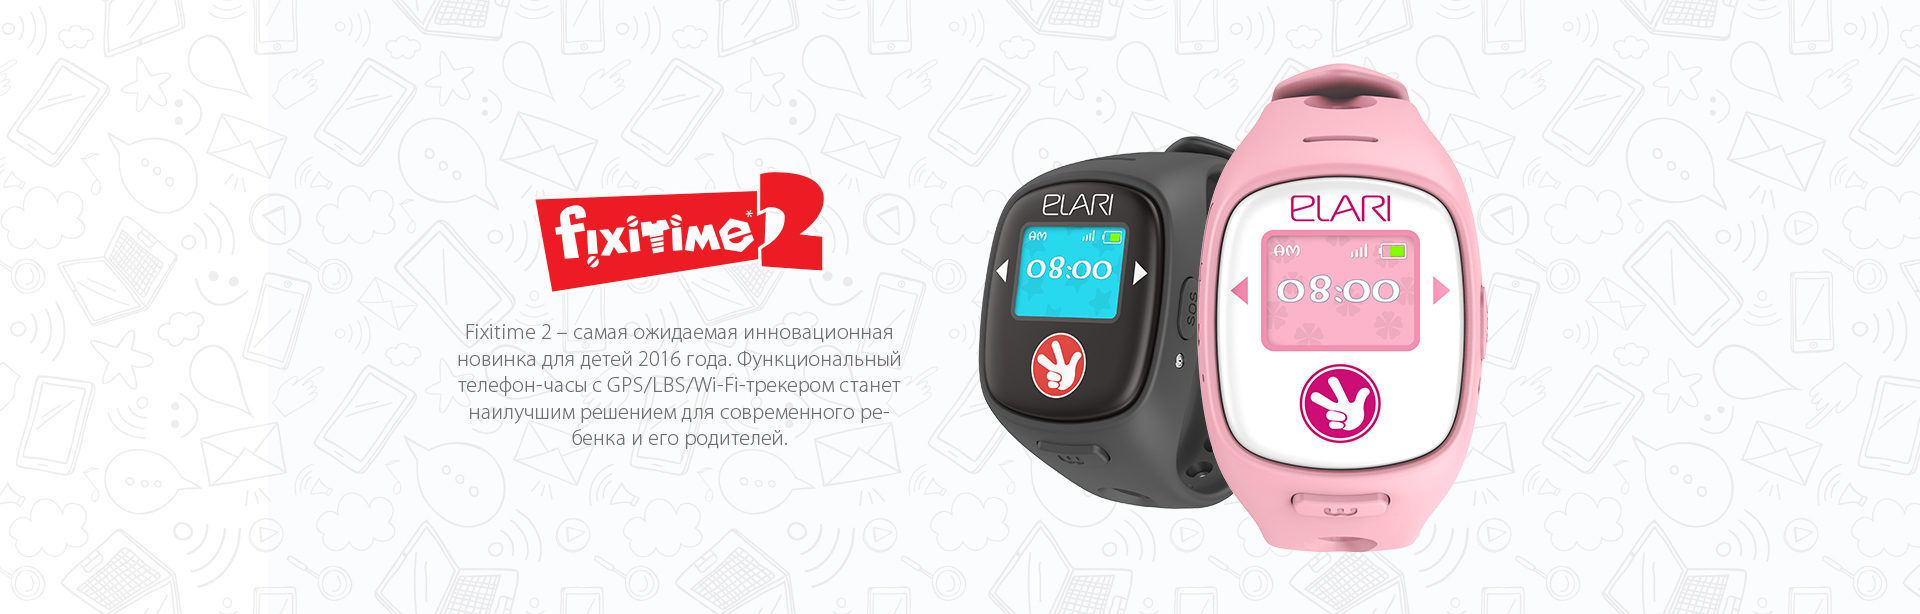 fixitime*2
Fixitime 2 – самая ожидаемая инновационная
новинка для детей 2016 года. Функциональный
телефон-часы с GPS/LBS/Wi-Fi-трекером станет
наилучшим решением для современного ре-
бенка и его родителей.
ELARI
AM
08:00
SOS
ELARI
AM
08:00